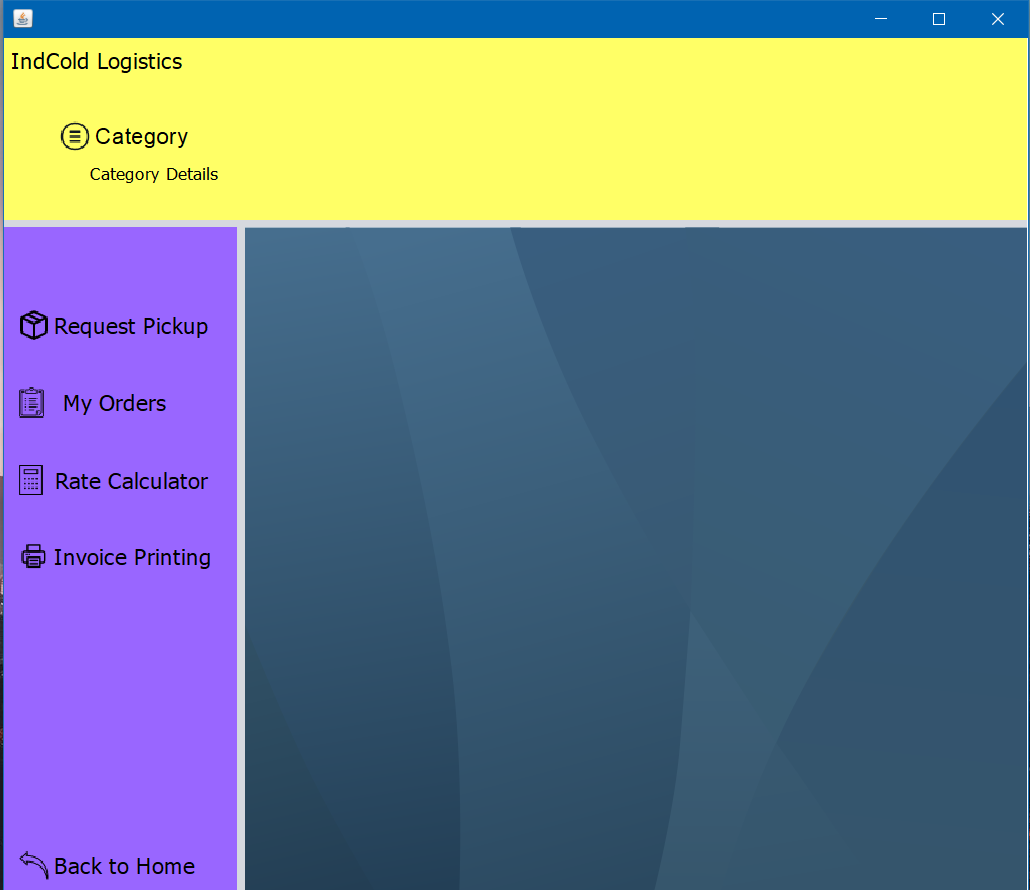 IndCold Logistics
Category
Category Details
Request Pickup
My Orders
Rate Calculator
Invoice Printing
Back to Home